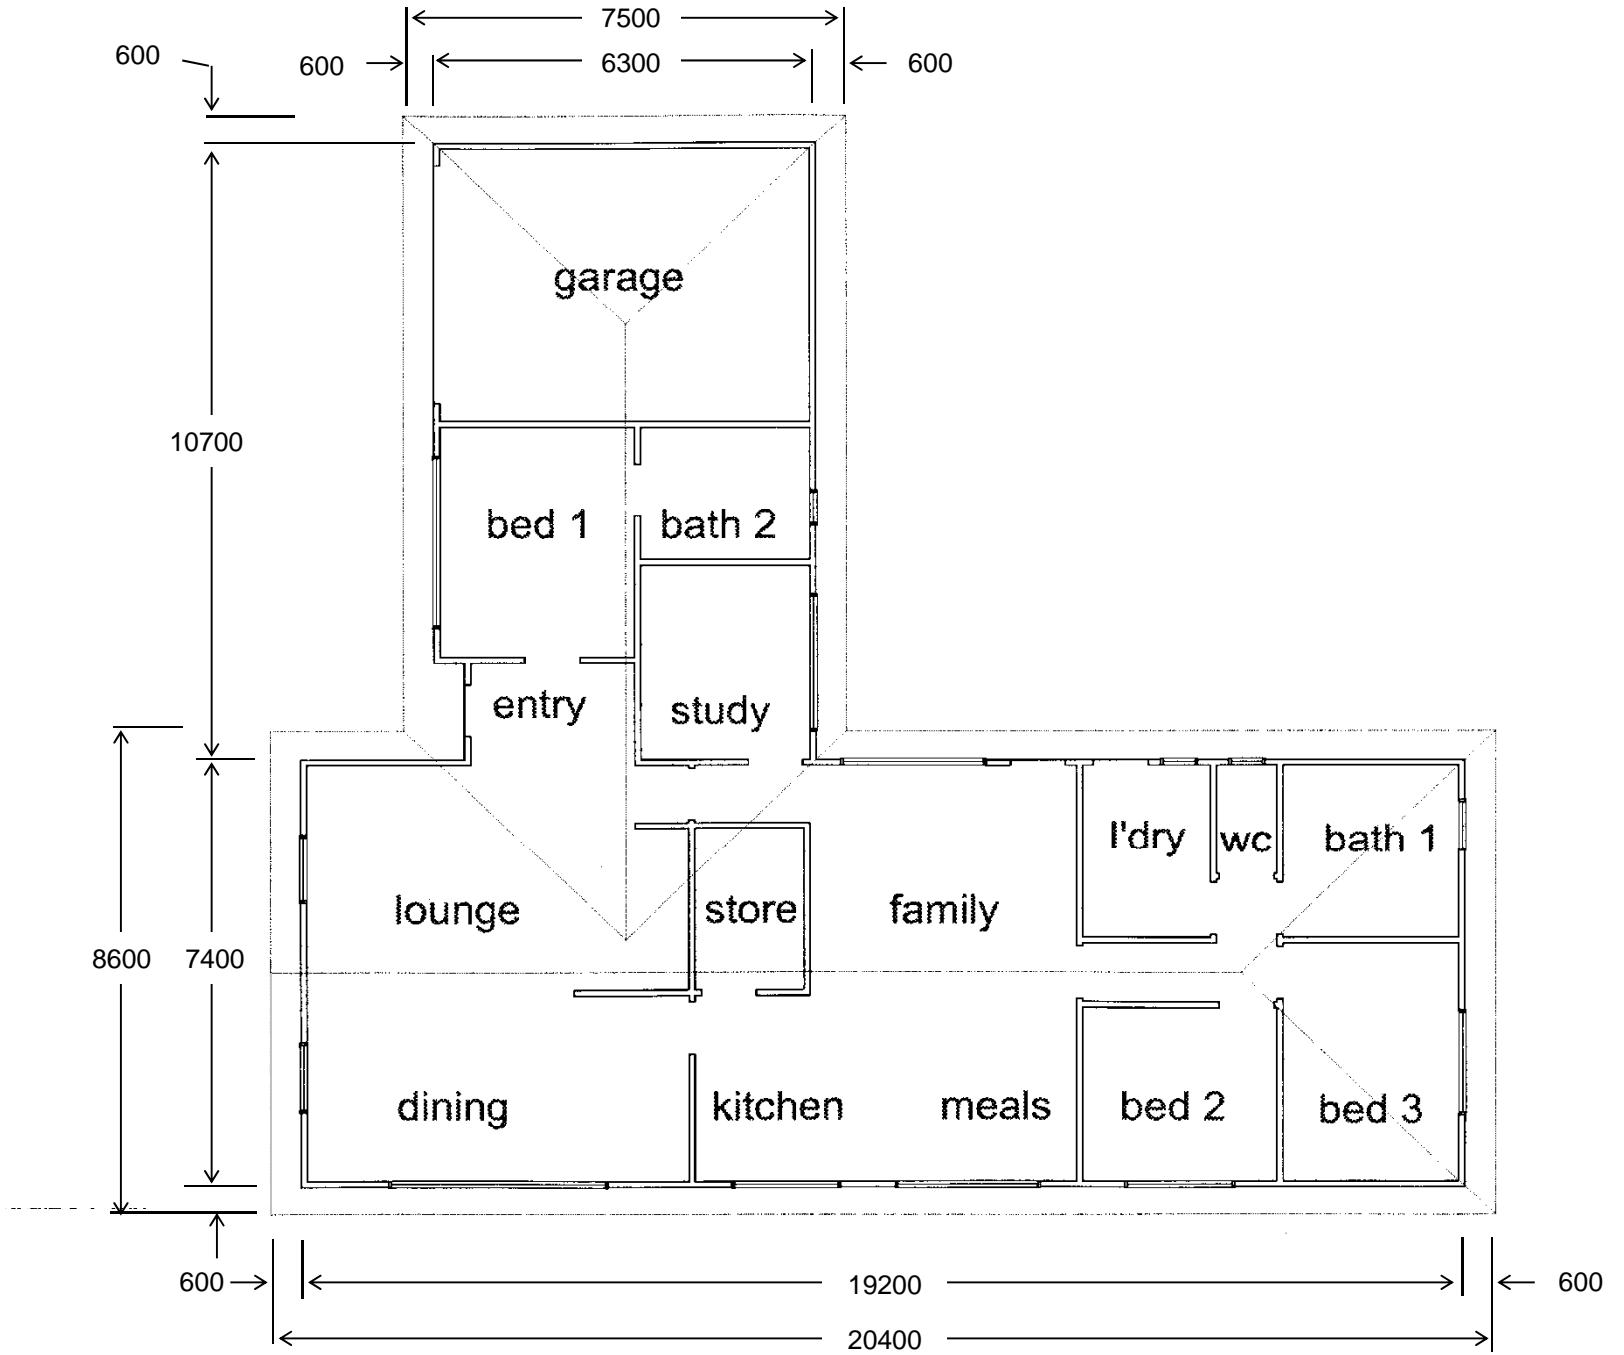 7500
600
600
6300
600
garage
10700
bed 1
bath 2
entry
study
l'dry
wc
bath 1
lounge
store
family
8600
7400
dining
kitchen
meals
bed 2
bed 3
600
19200
600
20400